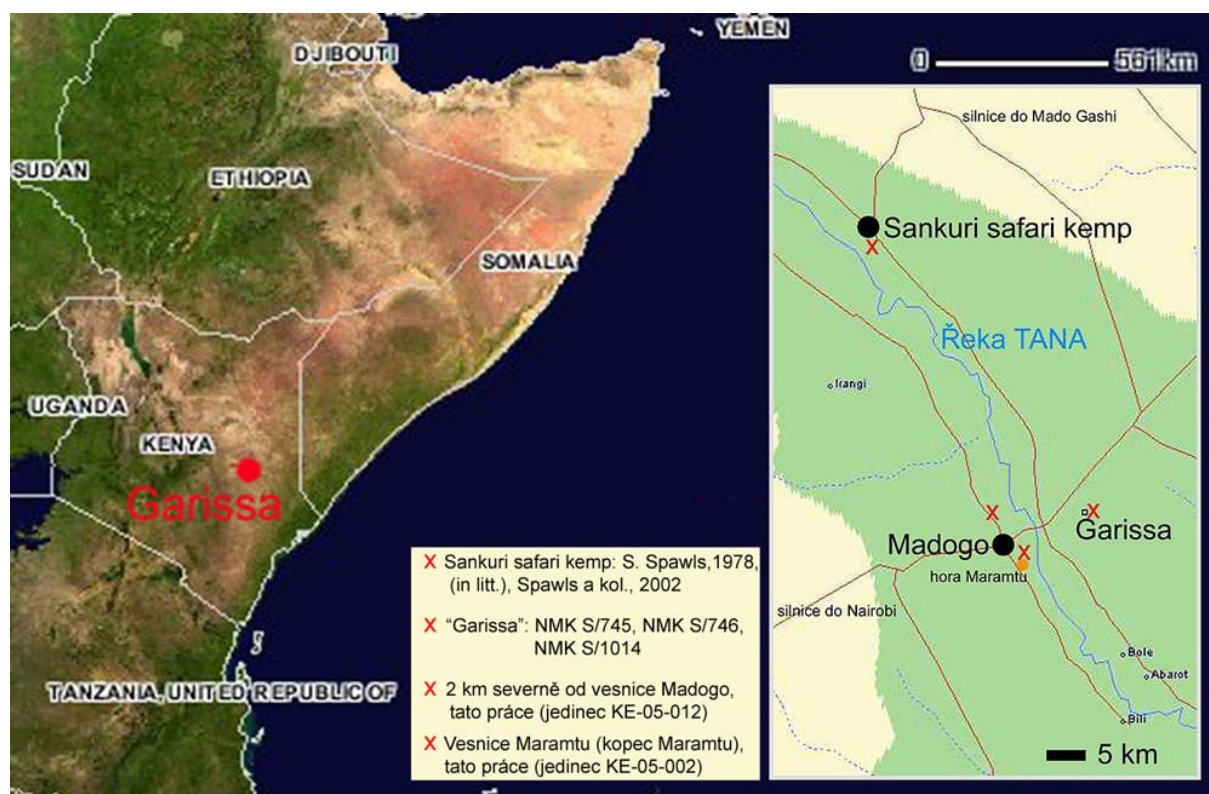 YEMEN
DJIBOUTI
0 561km
SUDAN
ETHIOPIA
SOMALIA
UGANDA
KENYA
Garissa
TANZANIA, UNITED REPUBLIC OF
X Sankuri safari kemp: S. Spawls,1978,
(in litt.), Spawls a kol., 2002
X "Garissa": NMK S/745, NMK S/746,
NMK S/1014
X 2 km severně od vesnice Madogo,
tato práce (jedinec KE-05-012)
X Vesnice Maramtu (kopec Maramtu),
tato práce (jedinec KE-05-002)
silnice do Mado Gashi
Sankuri safari kemp
X
Řeka TANA
Irangi
X
X
Garissa
Madogo
X
hora Maramtu
silnice do Nairobi
Bole
Abarot
Bili
5 km